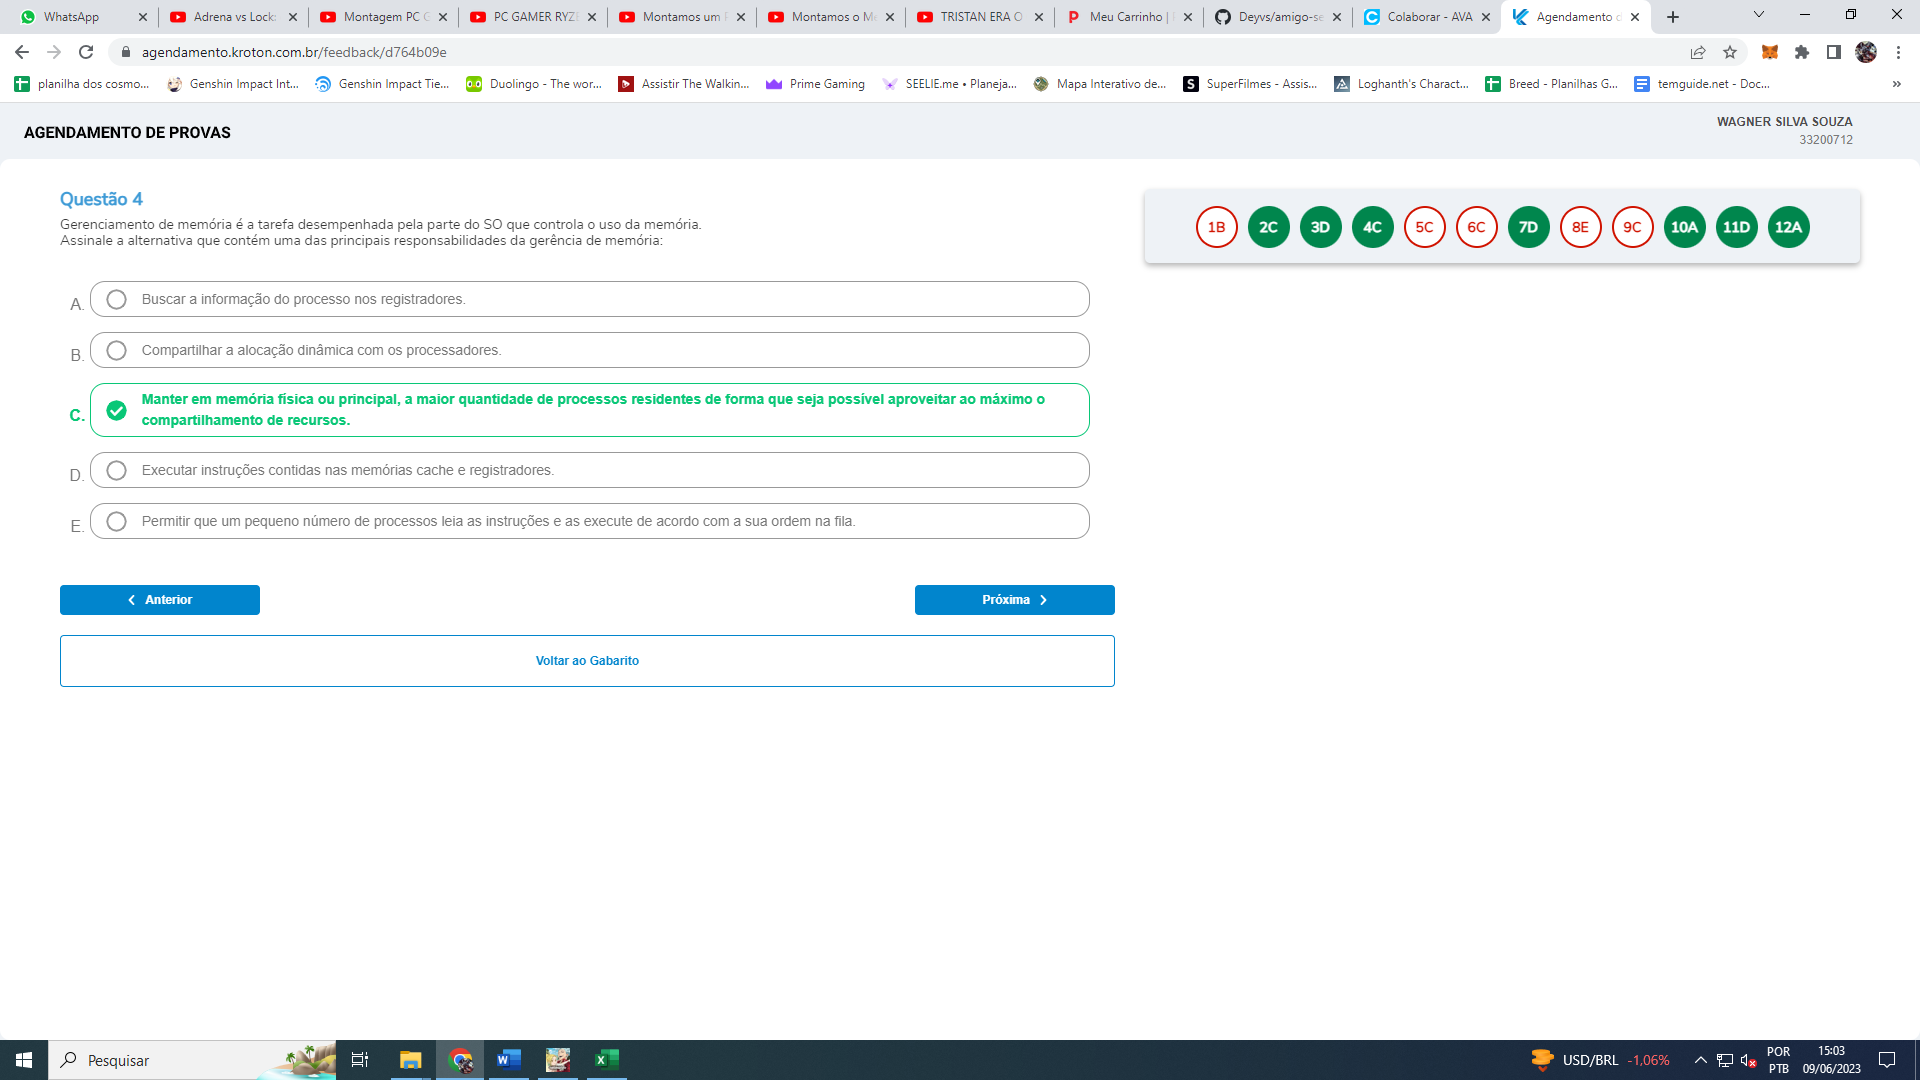 WhatsApp
Adrena vs Lock:
Montagem PC G
PC GAMER RYZE
Montamos um P
Montamos o Me
TRISTAN ERA O
Meu Carrinho |
Deyvs/amigo-se
Colaborar - AVA
Agendamento d
agendamento.kroton.com.br/feedback/d764b09e
planilha dos cosmo...
Genshin Impact Int...
Genshin Impact Tie...
Duolingo - The wor...
Assistir The Walkin...
Prime Gaming
SEELIE.me • Planeja...
Mapa Interativo de...
SuperFilmes - Assis...
Loghanth's Charact...
Breed - Planilhas G...
temguide.net - Doc...
»
AGENDAMENTO DE PROVAS
WAGNER SILVA SOUZA
33200712
Questão 4
Gerenciamento de memória é a tarefa desempenhada pela parte do SO que controla o uso da memória.
Assinale a alternativa que contém uma das principais responsabilidades da gerência de memória:
A. Buscar a informação do processo nos registradores.
B. Compartilhar a alocação dinâmica com os processadores.
C. Manter em memória física ou principal, a maior quantidade de processos residentes de forma que seja possível aproveitar ao máximo o
compartilhamento de recursos.
D. Executar instruções contidas nas memórias cache e registradores.
E. Permitir que um pequeno número de processos leia as instruções e as execute de acordo com a sua ordem na fila.
1B 2C 3D 4C 5C 6C 7D 8E 9C 10A 11D 12A
Anterior
Próxima
Voltar ao Gabarito
Pesquisar
USD/BRL -1,06%
POR
PTB
15:03
09/06/2023